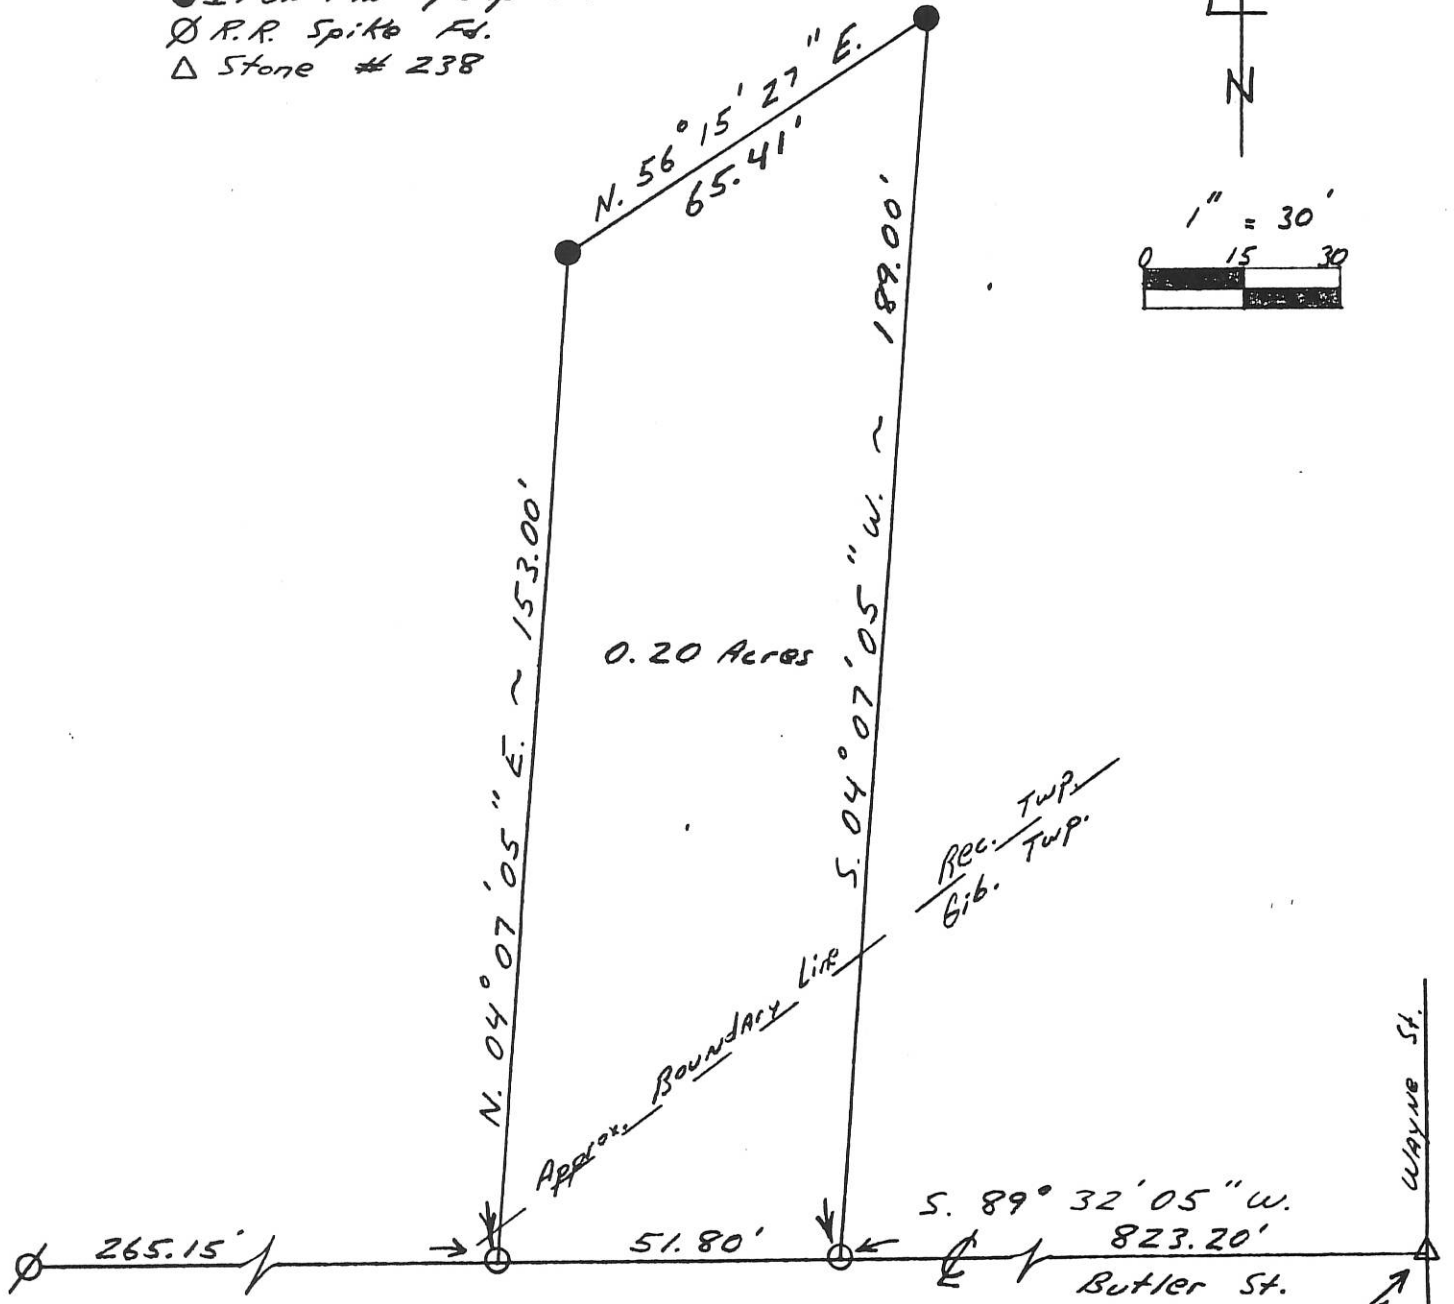 R.R. Spike Fd.
Stone # 238
N
1" = 30'
0 15 30
N. 56° 15' 27" E.
65.41'
S. 04° 07' 05" W. ~ 189.00'
N. 04° 07' 05" E. ~ 153.00'
0.20 Acres
Rec. Twp.
Gib. Twp.
Approx. Boundary Line
Wayne St.
S. 89° 32' 05" W.
265.15'
51.80'
823.20'
Butler St.